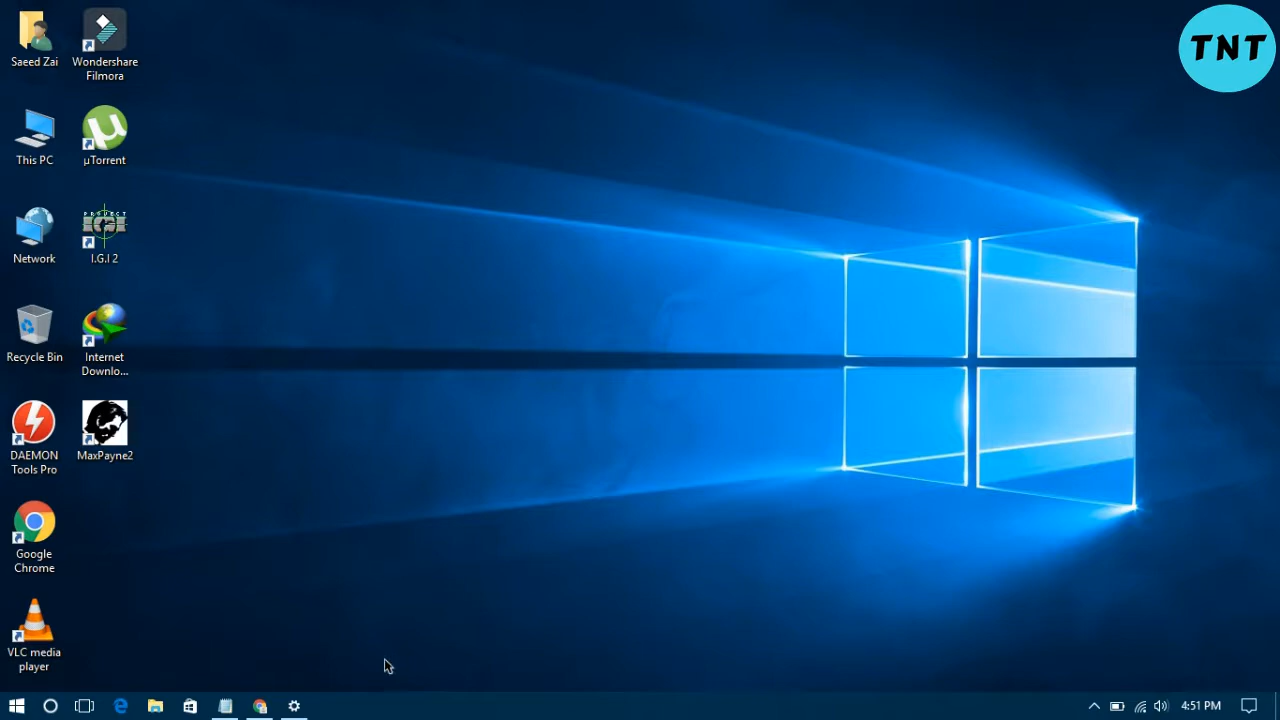 Saeed Zai
Wondershare
Filmora
TNT
This PC
µTorrent
PROJECT
Network
I.G.I 2
Recycle Bin
Internet
Downlo...
DAEMON
Tools Pro
MaxPayne2
Google
Chrome
VLC media
player
4:51 PM